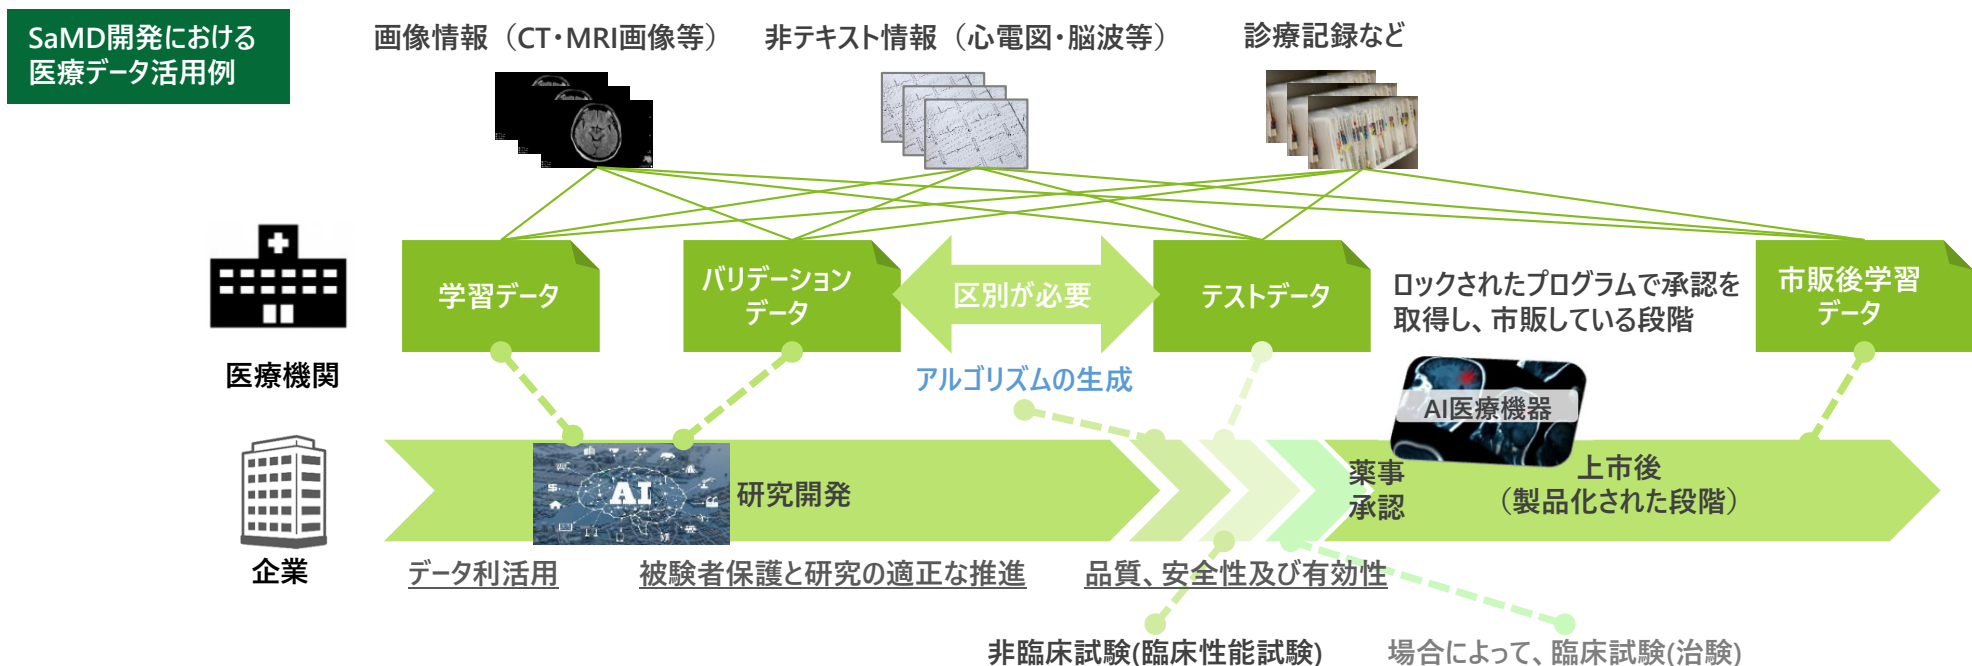 SaMD開発における
医療データ活用例
画像情報（CT・MRI画像等）
非テキスト情報（心電図・脳波等）
診療記録など
学習データ
バリデーション
データ
区別が必要
テストデータ
ロックされたプログラムで承認を
取得し、市販している段階
市販後学習
データ
医療機関
アルゴリズムの生成
AI医療機器
AI
研究開発
薬事
承認
上市後
（製品化された段階）
企業
データ利活用
被験者保護と研究の適正な推進
品質、安全性及び有効性
非臨床試験(臨床性能試験)
場合によって、臨床試験(治験)